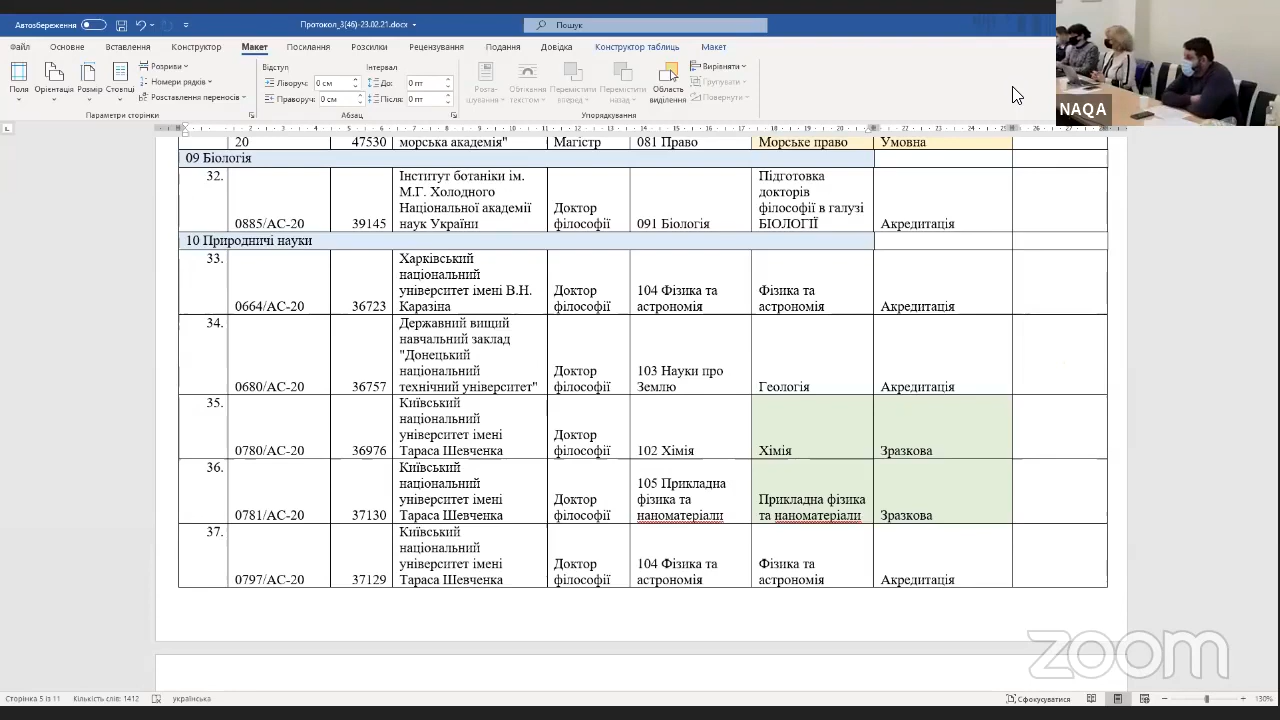 Автозбереження
Протокол_3(46)-23.02.21.docx
Пошук
Файл Основне Вставлення Конструктор Макет Посилання Розсилки Рецензування Подання Довідка Конструктор таблиць Макет
Поля
Орієнтація
Розмір
Стовпці
Розриви
Номери рядків
Розставлення переносів
Параметри сторінки
Відступ
Ліворуч: 0 см
Праворуч: 0 см
Інтервал
До: 0 пт
Після: 0 пт
Абзац
Розта-
шування
Обтікання
текстом
Перемістити
вперед
Перемістити
назад
Область
виділення
Вирівняти
Групувати
Повернути
Упорядкування
NAQA
20 47530 морська академія" Магістр 081 Право Морське право Умовна
09 Біологія
32.
0885/АС-20
39145
Інститут ботаніки ім.
М.Г. Холодного
Національної академії
наук України
Доктор
філософії
091 Біологія
Підготовка
докторів
філософії в галузі
БІОЛОГІЇ
Акредитація
10 Природничі науки
33.
0664/АС-20
36723
Харківський
національний
університет імені В.Н.
Каразіна
Доктор
філософії
104 Фізика та
астрономія
Фізика та
астрономія
Акредитація
34.
0680/АС-20
36757
Державний вищий
навчальний заклад
"Донецький
національний
технічний університет"
Доктор
філософії
103 Науки про
Землю
Геологія
Акредитація
35.
0780/АС-20
36976
Київський
національний
університет імені
Тараса Шевченка
Доктор
філософії
102 Хімія
Хімія
Зразкова
36.
0781/АС-20
37130
Київський
національний
університет імені
Тараса Шевченка
Доктор
філософії
105 Прикладна
фізика та
наноматеріали
Прикладна фізика
та наноматеріали
Зразкова
37.
0797/АС-20
37129
Київський
національний
університет імені
Тараса Шевченка
Доктор
філософії
104 Фізика та
астрономія
Фізика та
астрономія
Акредитація
zoom
Сторінка 5 із 11 Кількість слів: 1412 українська
Сфокусуватися
130%